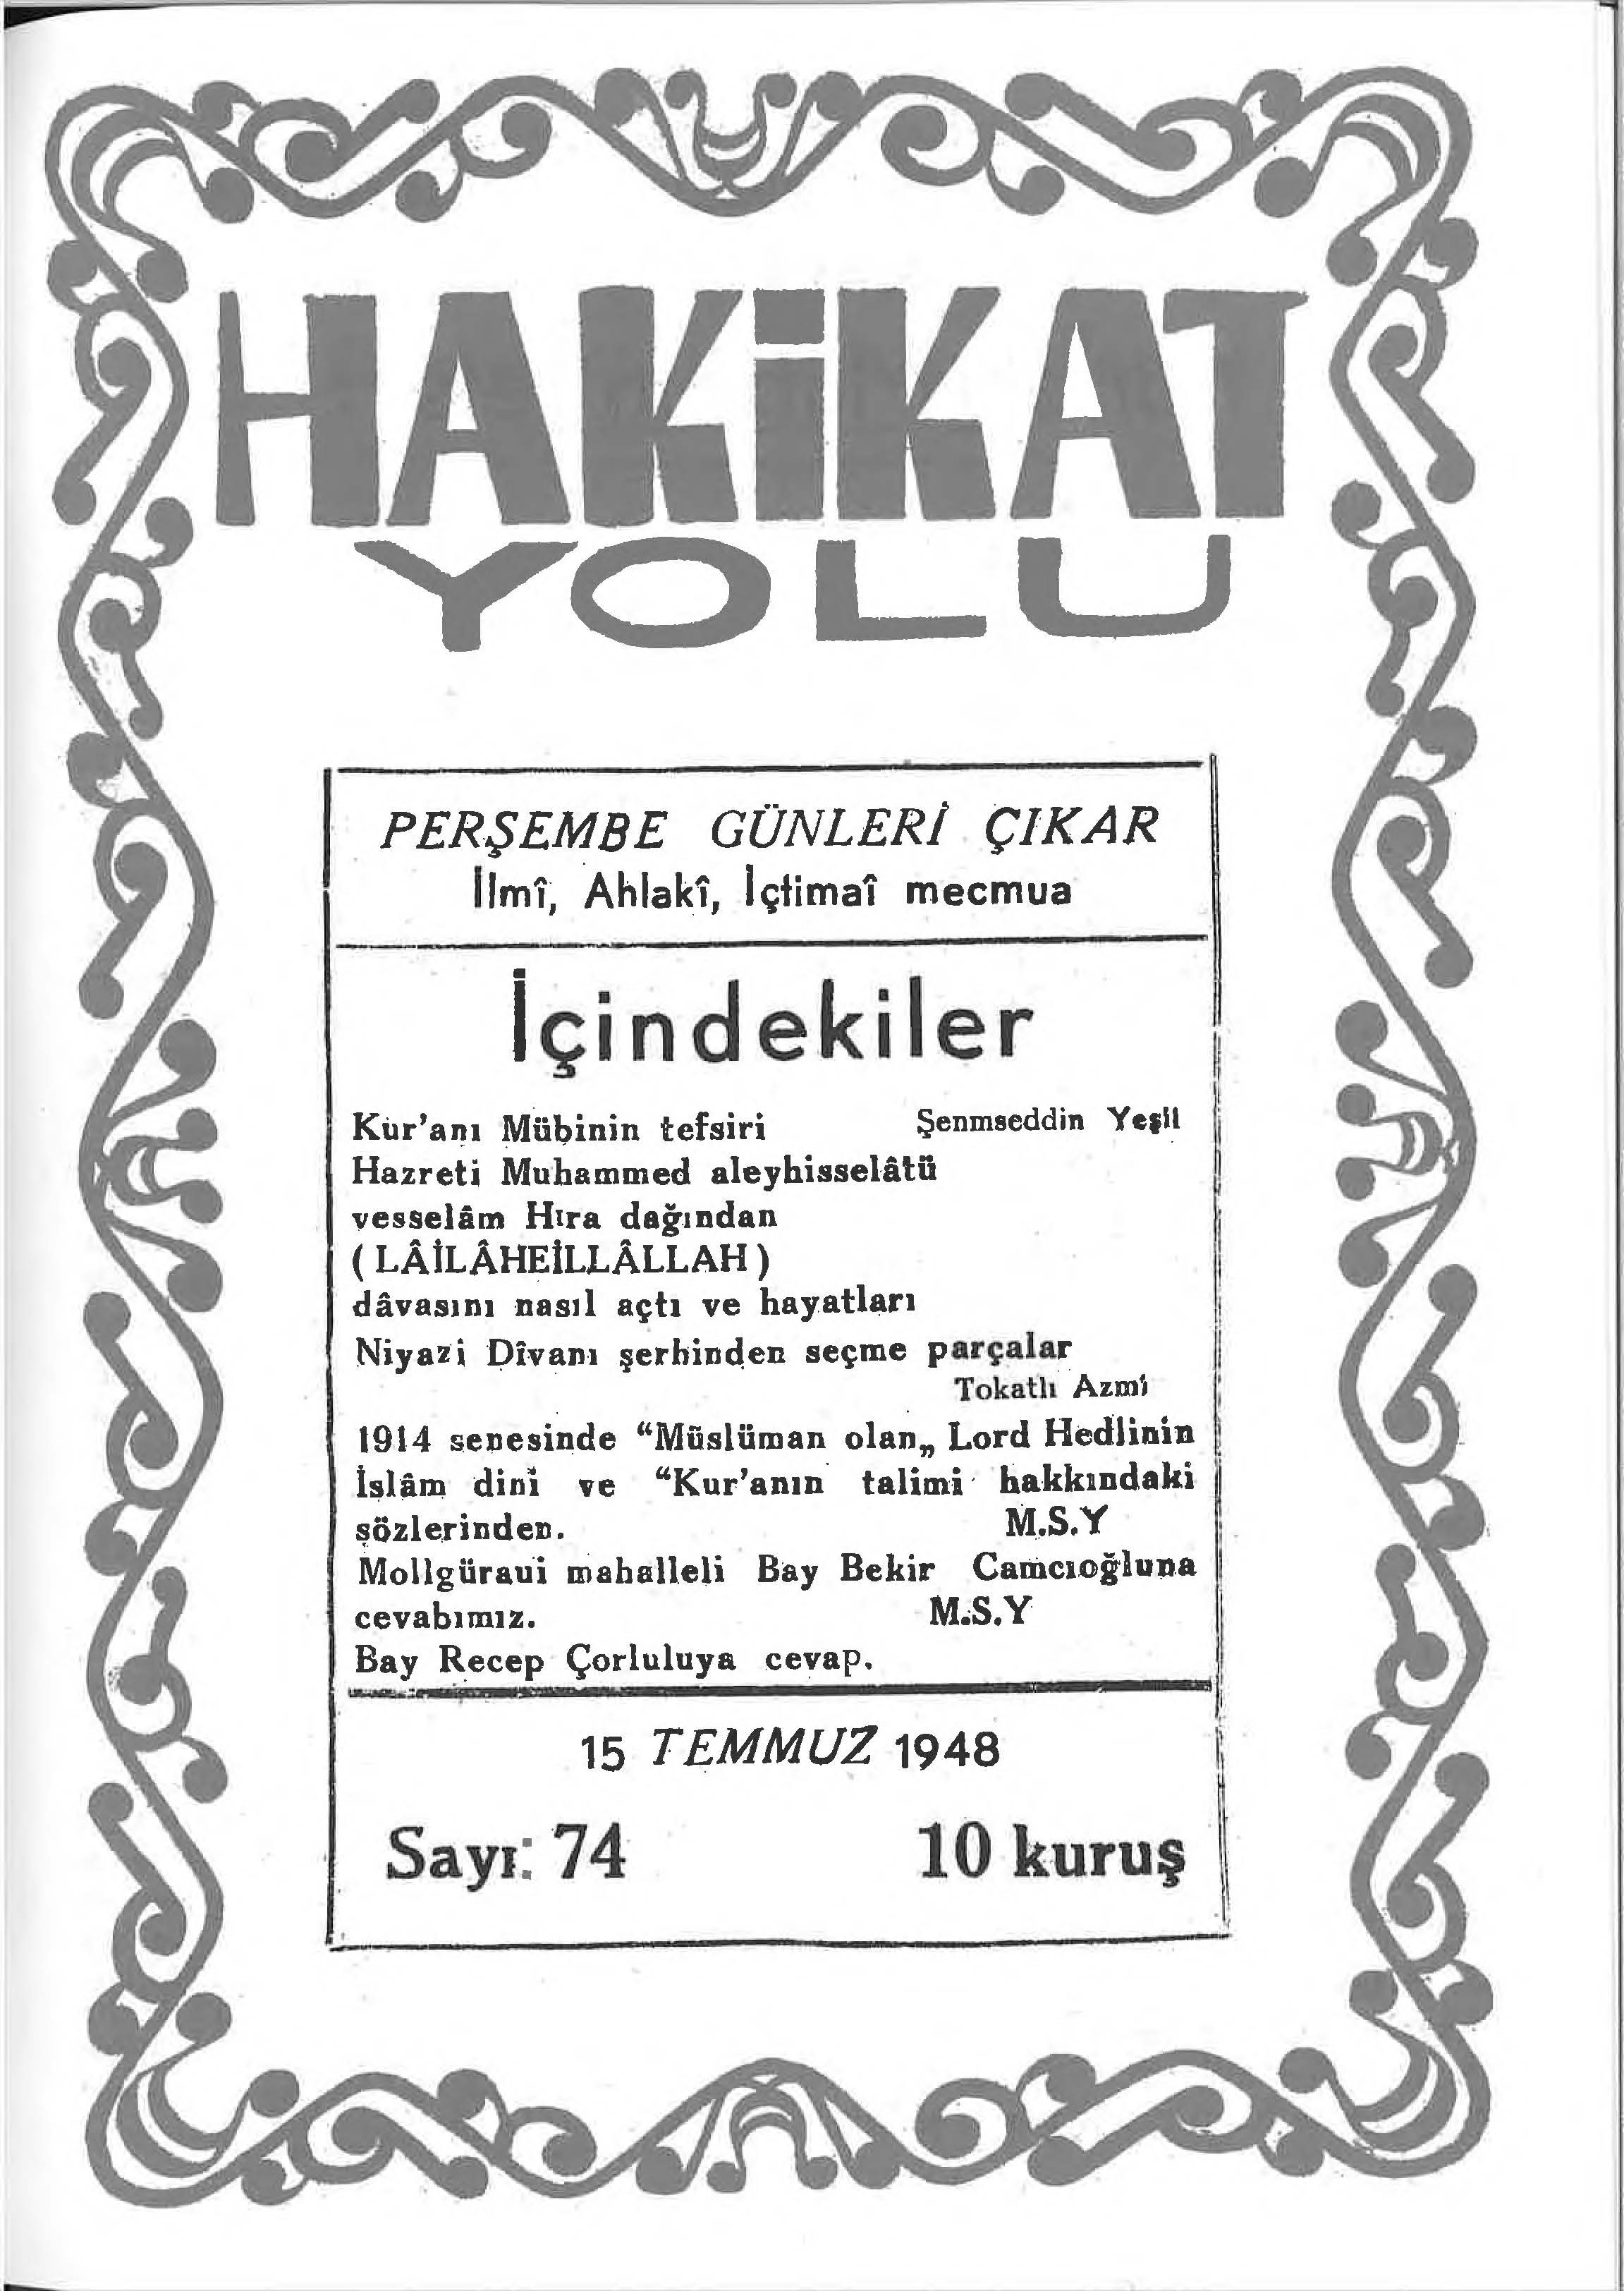 HAKİKAT
YOLU
PERŞEMBE GÜNLERİ ÇIKAR
İlmî, Ahlakî, İçtimaî mecmua
İçindekiler
Kur'anı Mübinin tefsiri Şenmseddin Yeşil
Hazreti Muhammed aleyhisselâtü
vesselâm Hıra dağından
( LÂİLÂHEİLLÂLLAH )
dâvasını nasıl açtı ve hayatları
Niyazi Dîvanı şerhinden seçme parçalar
Tokatlı Azmi
1914 senesinde “Müslüman olan„ Lord Hedlinin
İslâm dini ve “Kur'anın talimi hakkındaki
sözlerinden. M.S.Y
Mollgüraui mahalleli Bay Bekir Camcıoğluna
cevabımız. M.S.Y
Bay Recep Çorluluya cevap.
15 TEMMUZ 1948
Sayı: 74 10 kuruş